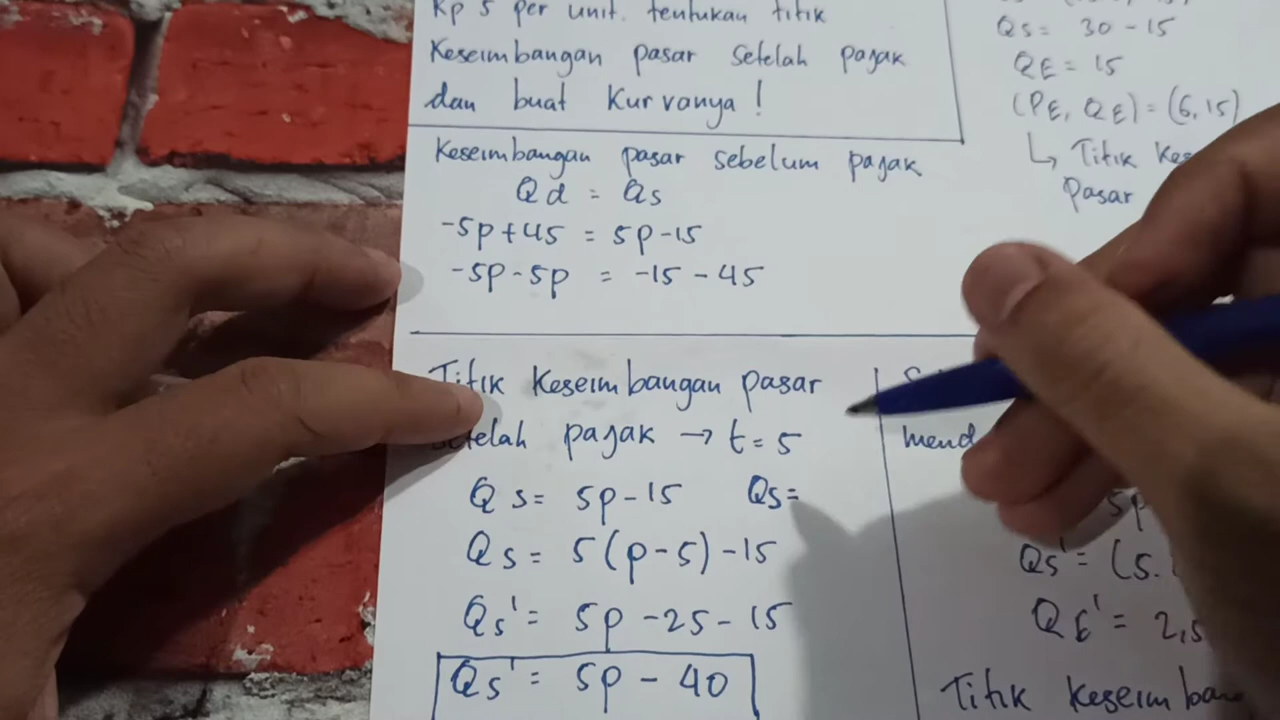 Rp 5 per unit. tentukan titik
Keseimbangan pasar setelah pajak
dan buat Kurvanya!
Keseimbangan pasar sebelum pajak
Qd = Qs
-5p+45 = 5p-15
-5p-5p = -15-45
Qs = 30-15
QE = 15
(PE, QE) = (6,15)
↳ Titik
Pasar
Titik Keseimbangan pasar
setelah pajak → t=5
Qs= 5p-15 Qs=
Qs= 5(p-5)-15
Qs'= 5p-25-15
Qs'= 5p-40
mend
5p
Qs'= (5.
QE'= 2,5
Titik